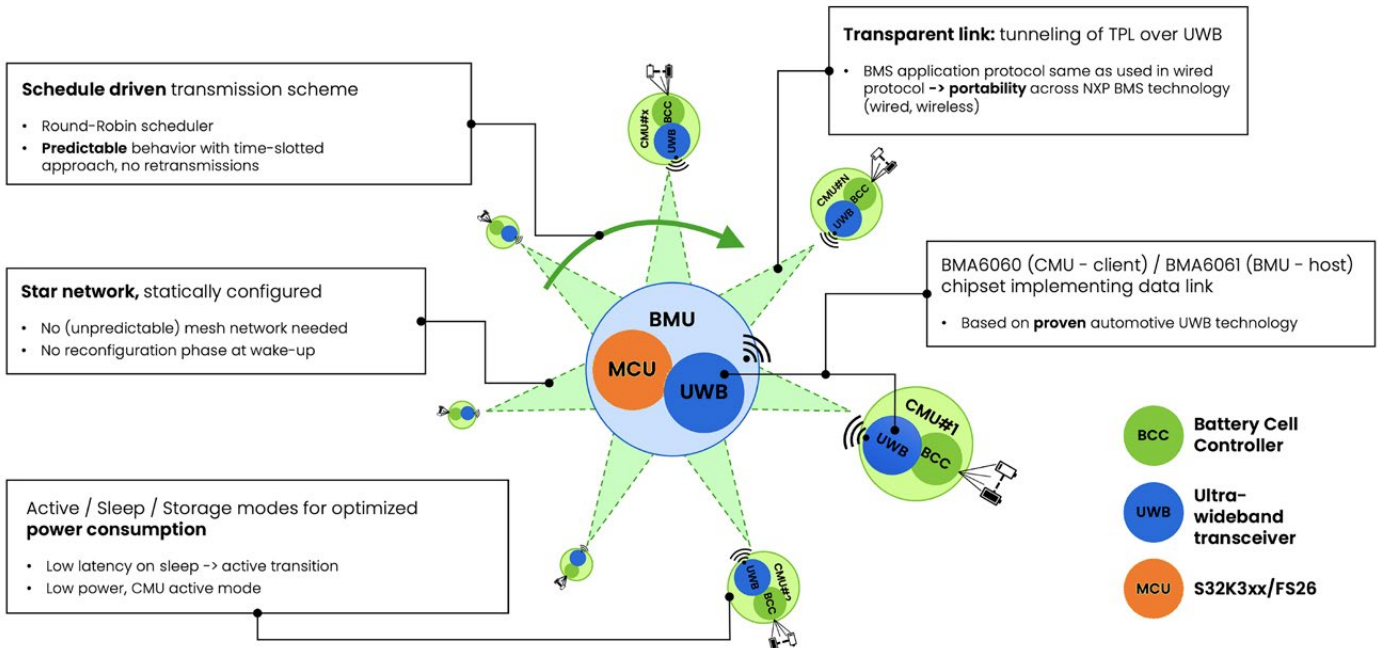 Schedule driven transmission scheme
• Round-Robin scheduler
• Predictable behavior with time-slotted
approach, no retransmissions
Star network, statically configured
• No (unpredictable) mesh network needed
• No reconfiguration phase at wake-up
Active / Sleep / Storage modes for optimized
power consumption
• Low latency on sleep -> active transition
• Low power, CMU active mode
Transparent link: tunneling of TPL over UWB
• BMS application protocol same as used in wired
protocol -> portability across NXP BMS technology
(wired, wireless)
BMA6060 (CMU - client) / BMA6061 (BMU - host)
chipset implementing data link
• Based on proven automotive UWB technology
CMU#x
BCC
UWB
CMU#N
BCC
UWB
BMU
MCU
UWB
CMU#1
UWB
BCC
CMU#2
UWB
BCC
BCC
Battery Cell
Controller
UWB
Ultra-
wideband
transceiver
MCU
S32K3xx/FS26